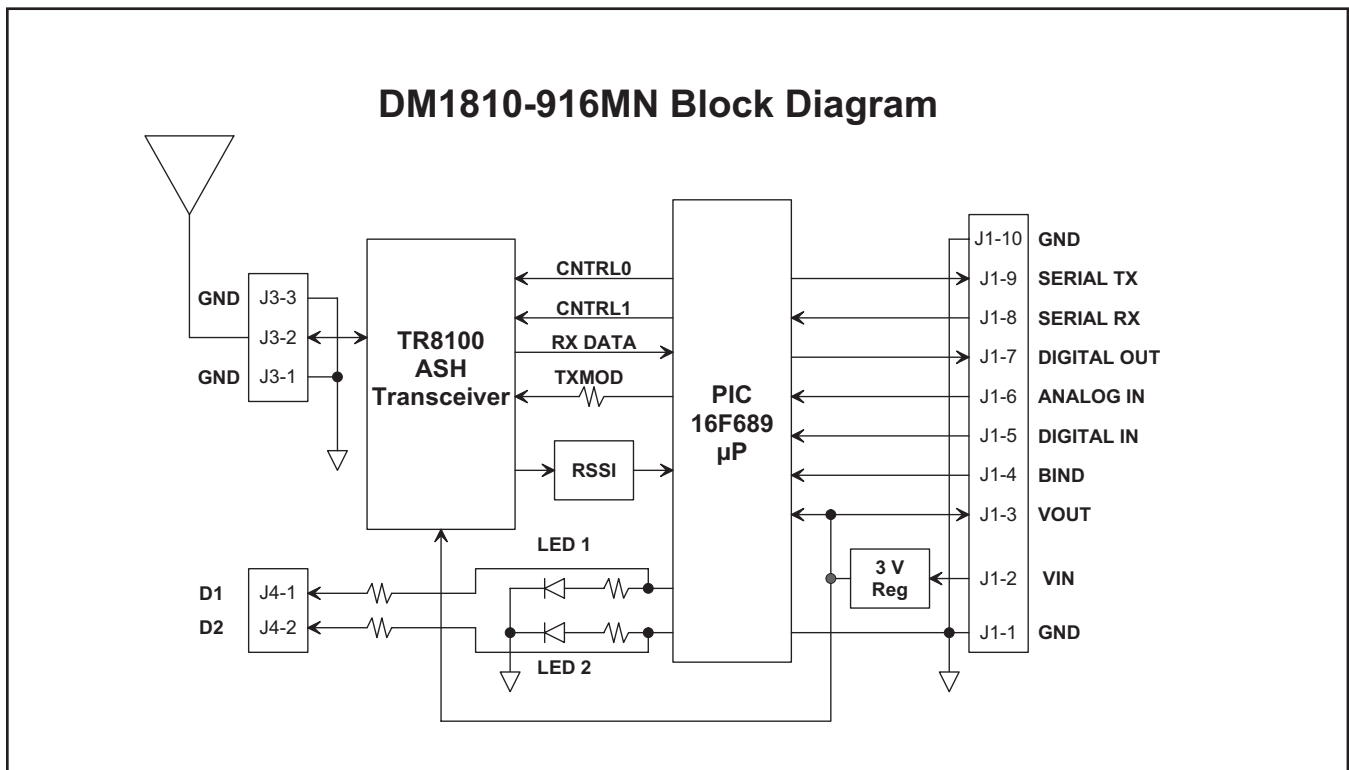 DM1810-916MN Block Diagram
GND
J3-3
J3-2
GND
J3-1
TR8100
ASH
Transceiver
CNTRL0
CNTRL1
RX DATA
TXMOD
RSSI
PIC
16F689
µP
J1-10 GND
J1-9 SERIAL TX
J1-8 SERIAL RX
J1-7 DIGITAL OUT
J1-6 ANALOG IN
J1-5 DIGITAL IN
J1-4 BIND
J1-3 VOUT
3 V
Reg
J1-2 VIN
J1-1 GND
LED 1
D1 J4-1
D2 J4-2
LED 2